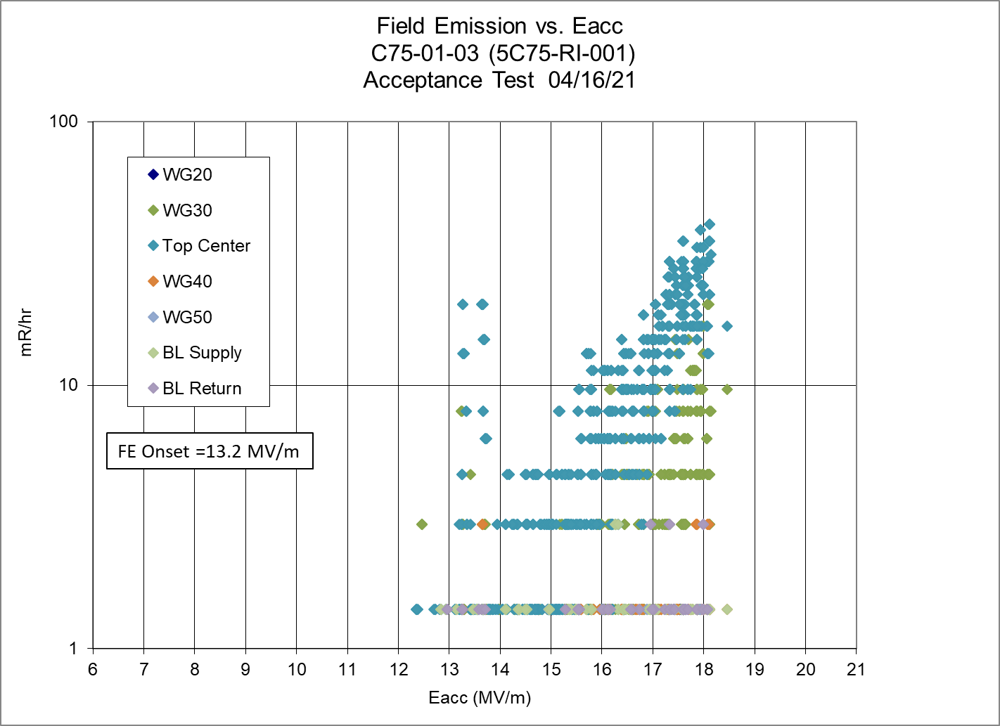 Field Emission vs. Eacc
C75-01-03 (5C75-RI-001)
Acceptance Test 04/16/21
100
10
1
mR/hr
WG20
WG30
Top Center
WG40
WG50
BL Supply
BL Return
FE Onset =13.2 MV/m
6 7 8 9 10 11 12 13 14 15 16 17 18 19 20 21
Eacc (MV/m)